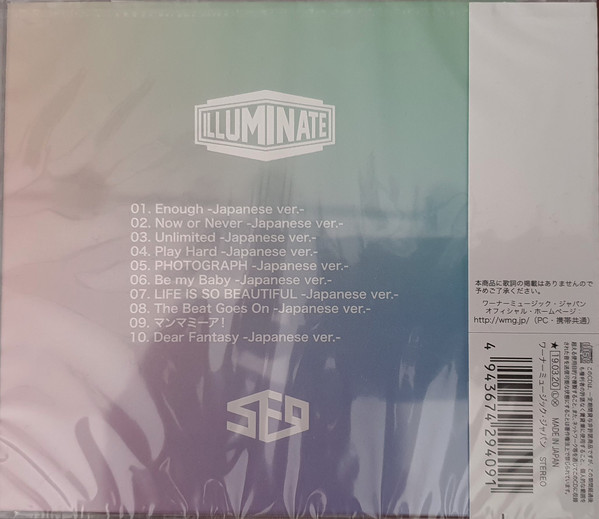 ILLUMINATE
01. Enough -Japanese ver.-
02. Now or Never -Japanese ver.-
03. Unlimited -Japanese ver.-
04. Play Hard -Japanese ver.-
05. PHOTOGRAPH -Japanese ver.-
06. Be my Baby -Japanese ver.-
07. LIFE IS SO BEAUTIFUL -Japanese ver.-
08. The Beat Goes On -Japanese ver.-
09. マンマミーア!
10. Dear Fantasy -Japanese ver.-
SF9
本商品に歌詞の掲載はありませんので
予めご了承ください。
ワーナーミュージック・ジャパン
オフィシャル・ホームページ:
http://wmg.jp/ (PC・携帯共通)
★ 19.03.20 Ⓒ Ⓟ MADE IN JAPAN
ワーナーミュージック・ジャパン STEREO
4 943674 294091